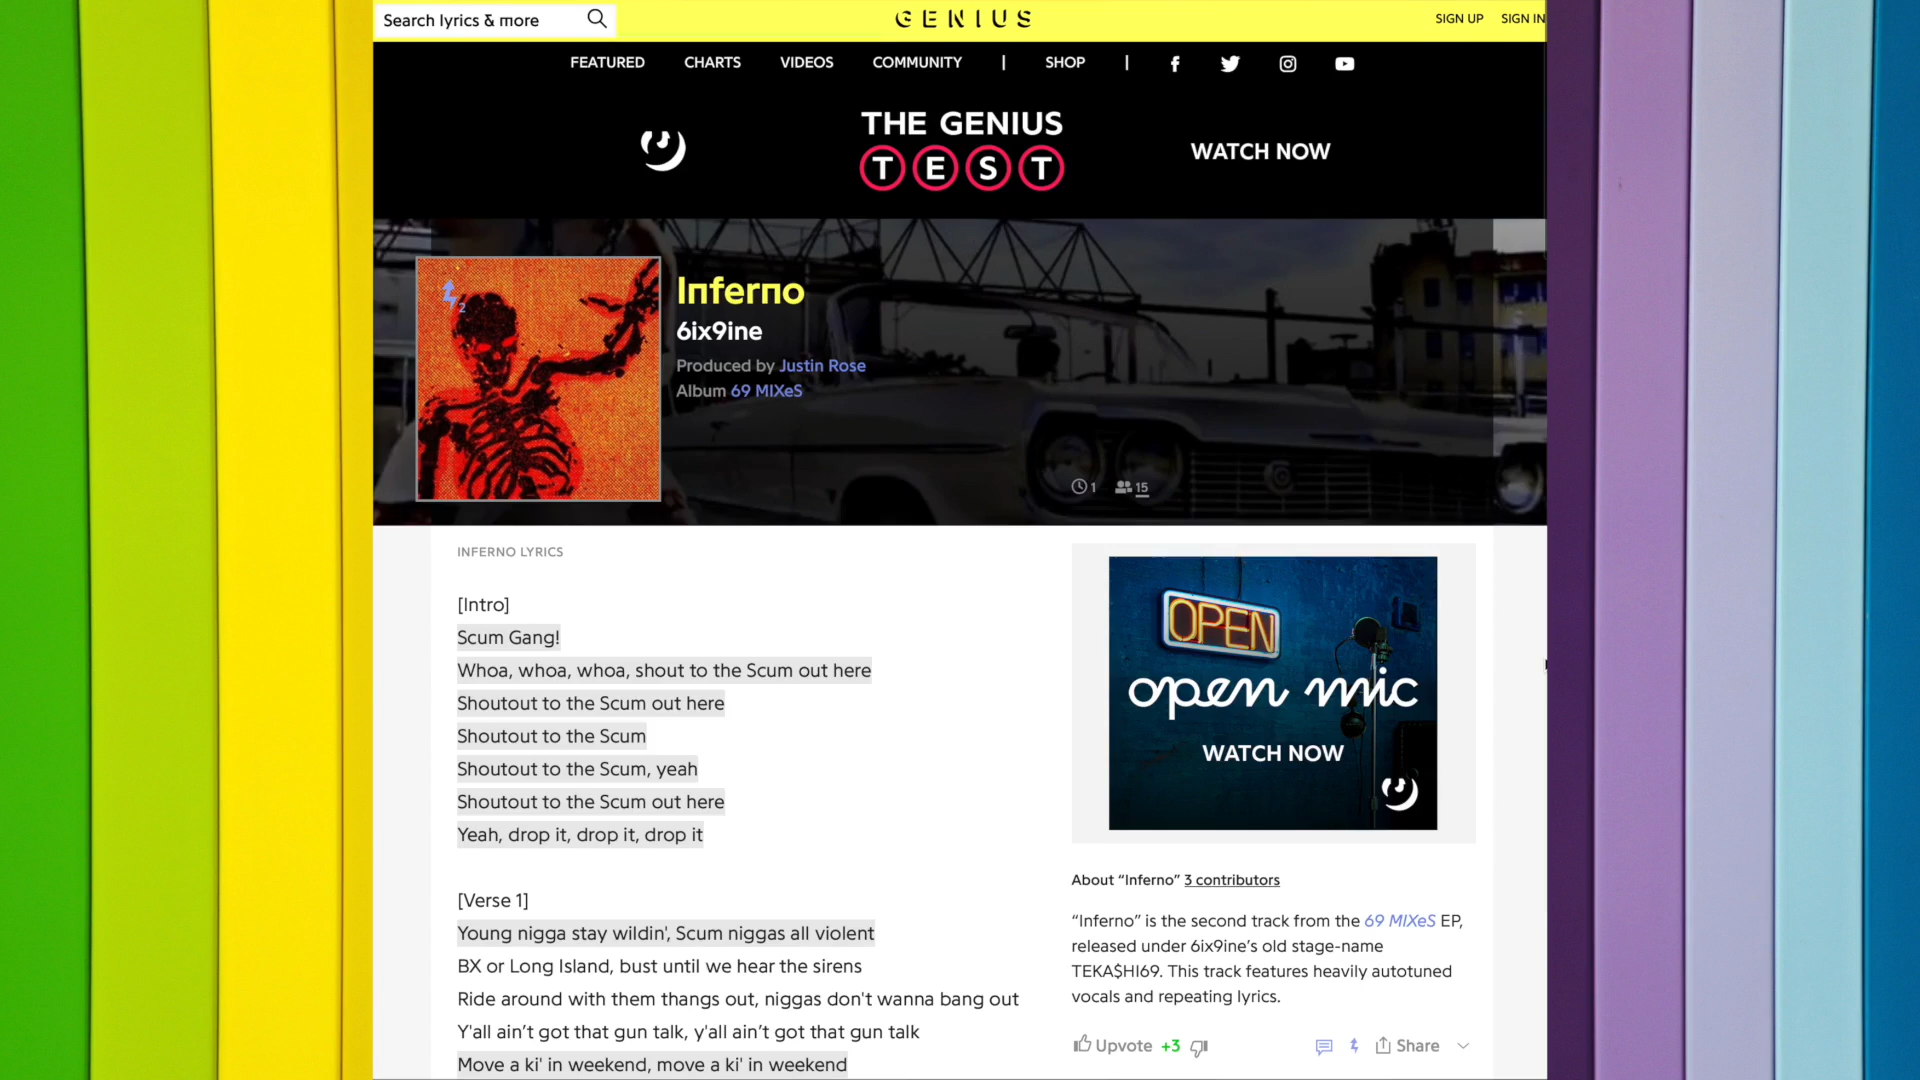 Search lyrics & more
GENIUS
SIGN UP SIGN IN
FEATURED CHARTS VIDEOS COMMUNITY | SHOP |
THE GENIUS
TEST
WATCH NOW
2
Inferno
6ix9ine
Produced by Justin Rose
Album 69 MIXeS
1 15
INFERNO LYRICS
[Intro]
Scum Gang!
Whoa, whoa, whoa, shout to the Scum out here
Shoutout to the Scum out here
Shoutout to the Scum
Shoutout to the Scum, yeah
Shoutout to the Scum out here
Yeah, drop it, drop it, drop it
[Verse 1]
Young nigga stay wildin', Scum niggas all violent
BX or Long Island, bust until we hear the sirens
Ride around with them thangs out, niggas don't wanna bang out
Y'all ain’t got that gun talk, y'all ain’t got that gun talk
Move a ki' in weekend, move a ki' in weekend
OPEN
open mic
WATCH NOW
About “Inferno” 3 contributors
“Inferno” is the second track from the 69 MIXeS EP,
released under 6ix9ine’s old stage-name
TEKA$HI69. This track features heavily autotuned
vocals and repeating lyrics.
Upvote +3 Share